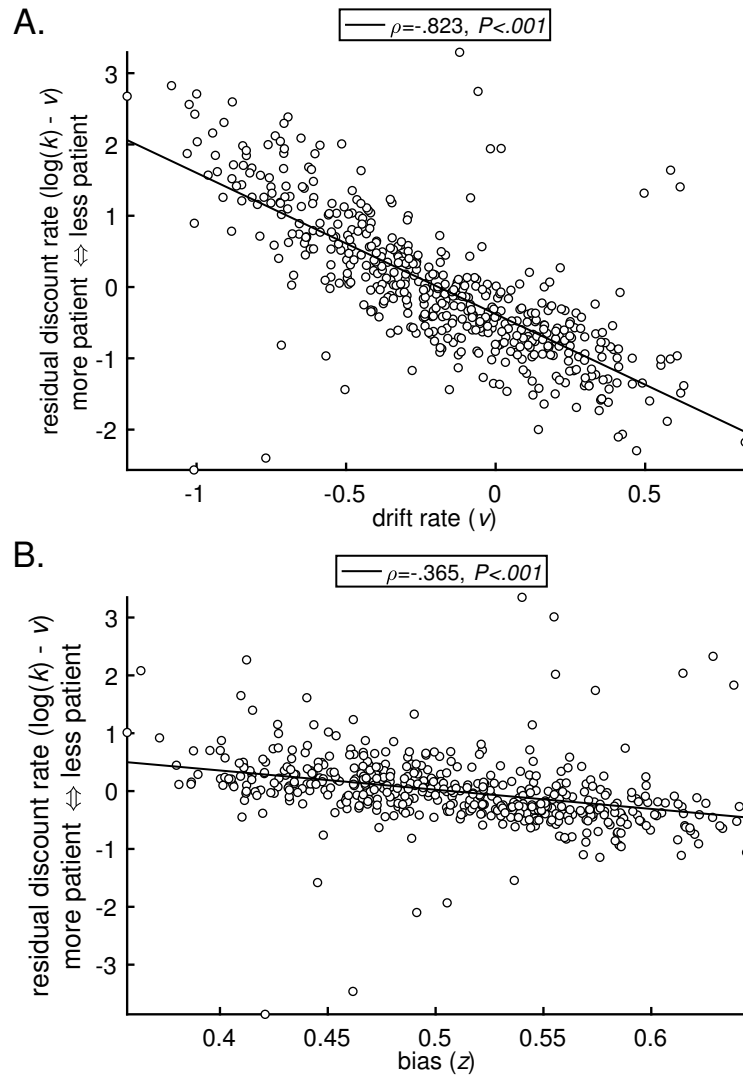 A.
ρ=-.823, P<.001
residual discount rate (log(k) - v)
more patient ⇔ less patient
3
2
1
0
-1
-2
-1
-0.5
0
0.5
drift rate (v)
B.
ρ=-.365, P<.001
residual discount rate (log(k) - v)
more patient ⇔ less patient
3
2
1
0
-1
-2
-3
0.4
0.45
0.5
0.55
0.6
bias (z)